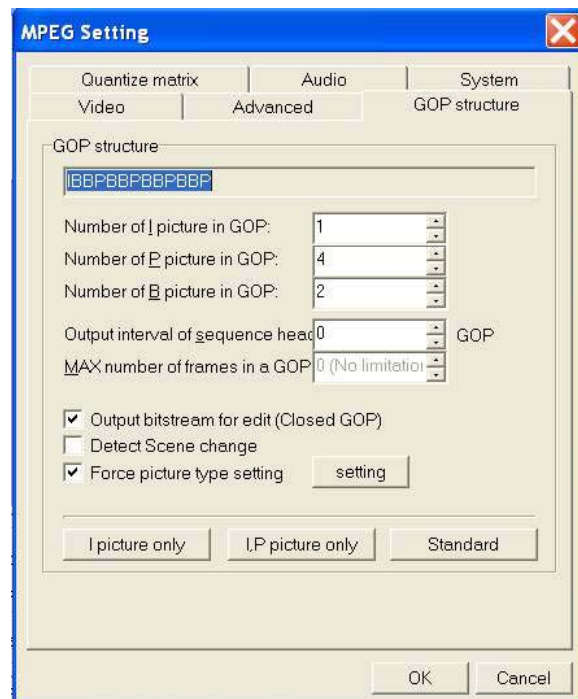 MPEG Setting
Quantize matrix Audio System
Video Advanced GOP structure
GOP structure
IBBPBBPBBPBBP
Number of I picture in GOP: 1
Number of P picture in GOP: 4
Number of B picture in GOP: 2
Output interval of sequence head 0 GOP
MAX number of frames in a GOP 0 (No limitation
Output bitstream for edit (Closed GOP)
Detect Scene change
Force picture type setting setting
I picture only I,P picture only Standard
OK Cancel